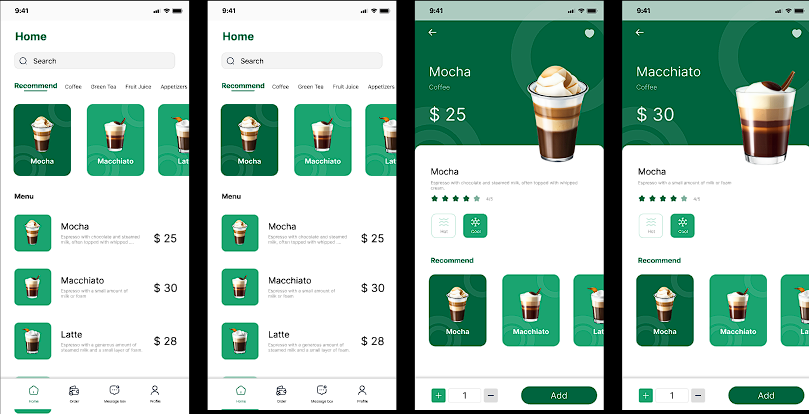 9:41
Home
Search
Recommend Coffee Green Tea Fruit Juice Appetizers
Mocha Macchiato Lat
Menu
Mocha
Espresso with chocolate and steamed
milk, often topped with whipped .....
$ 25
Macchiato
Espresso with a small amount of
milk or foam
$ 30
Latte
Espresso with a generous amount of
steamed milk and a small layer of foam.
$ 28
Home Order Message box Profile
9:41
Home
Search
Recommend Coffee Green Tea Fruit Juice Appetizers
Mocha Macchiato Lat
Menu
Mocha
Espresso with chocolate and steamed
milk, often topped with whipped .....
$ 25
Macchiato
Espresso with a small amount of
milk or foam
$ 30
Latte
Espresso with a generous amount of
steamed milk and a small layer of foam.
$ 28
Home Order Message box Profile
9:41
Mocha
Coffee
$ 25
Mocha
Espresso with chocolate and steamed milk, often topped with whipped
cream.
4/5
Hot Cool
Recommend
Mocha Macchiato Lat
1 Add
9:41
Macchiato
Coffee
$ 30
Mocha
Espresso with a small amount of milk or foam
4/5
Hot Cool
Recommend
Mocha Macchiato Lat
1 Add